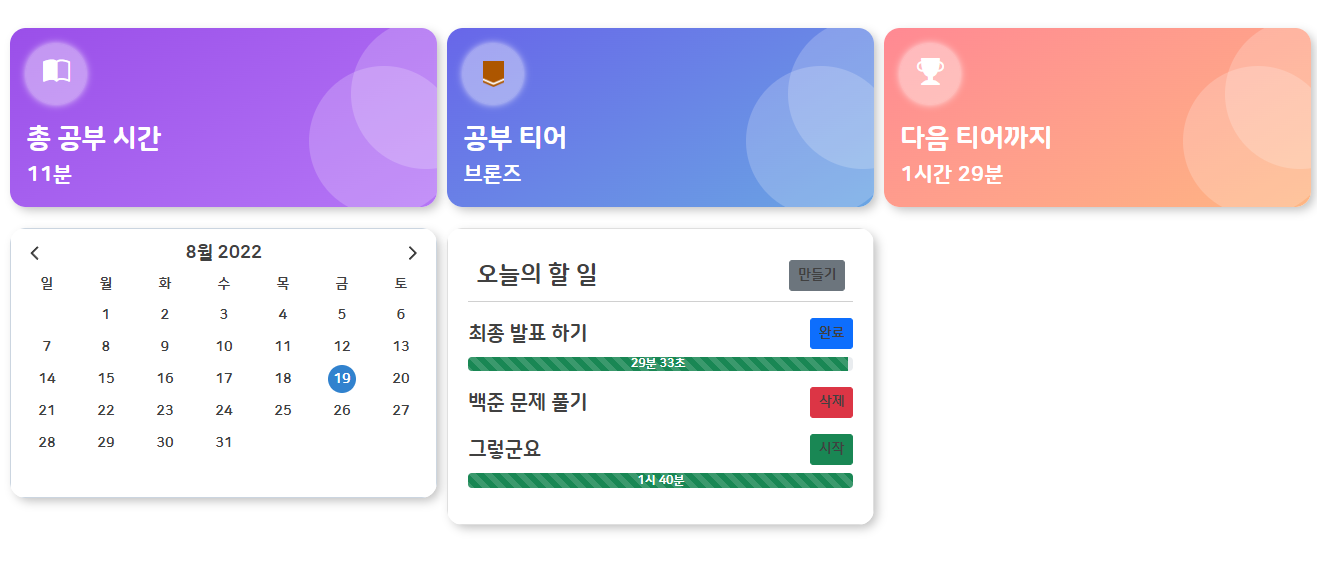 총 공부 시간
11분
공부 티어
브론즈
다음 티어까지
1시간 29분
8월 2022
일 월 화 수 목 금 토
1 2 3 4 5 6
7 8 9 10 11 12 13
14 15 16 17 18 19 20
21 22 23 24 25 26 27
28 29 30 31
오늘의 할 일 만들기
최종 발표 하기 완료
29분 33초
백준 문제 풀기 삭제
그렇군요 시작
1시 40분